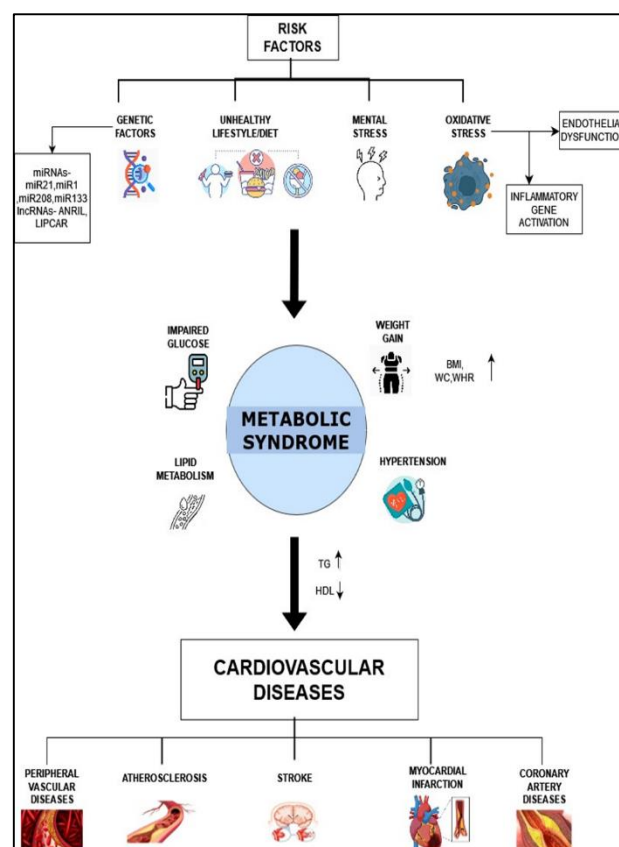 RISK
FACTORS
GENETIC
FACTORS
UNHEALTHY
LIFESTYLE/DIET
MENTAL
STRESS
OXIDATIVE
STRESS
ENDOTHELIAL
DYSFUNCTION
miRNAs-
miR21,miR1
,miR208,miR133
lncRNAs- ANRIL,
LIPCAR
INFLAMMATORY
GENE
ACTIVATION
IMPAIRED
GLUCOSE
WEIGHT
GAIN
BMI,
WC,WHR
METABOLIC
SYNDROME
LIPID
METABOLISM
HYPERTENSION
TG
HDL
CARDIOVASCULAR
DISEASES
PERIPHERAL
VASCULAR
DISEASES
ATHEROSCLEROSIS
STROKE
MYOCARDIAL
INFARCTION
CORONARY
ARTERY
DISEASES